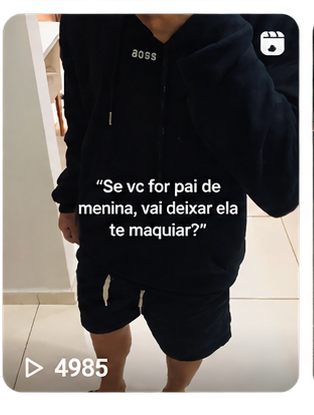 BOSS
“Se vc for pai de
menina, vai deixar ela
te maquiar?”
4985